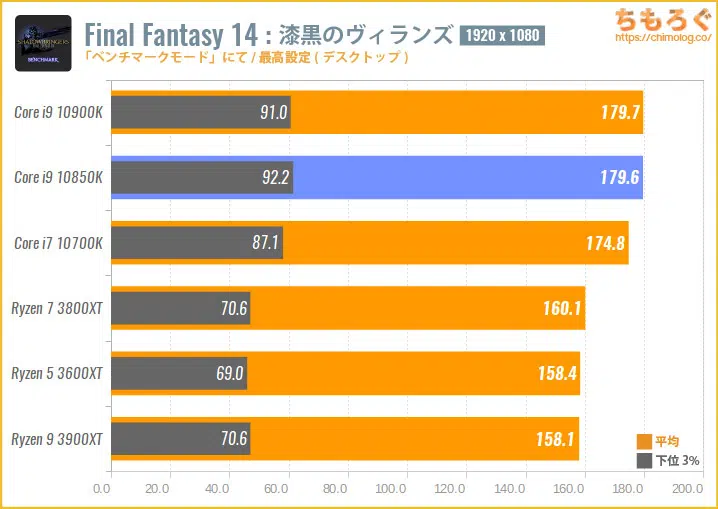 SHADOWBRINGERS
BENCHMARK
Final Fantasy 14 : 漆黒のヴィランズ 1920 x 1080
「ベンチマークモード」にて / 最高設定 ( デスクトップ )
ちもろぐ
https://chimolog.co/
Core i9 10900K 91.0 179.7
Core i9 10850K 92.2 179.6
Core i7 10700K 87.1 174.8
Ryzen 7 3800XT 70.6 160.1
Ryzen 5 3600XT 69.0 158.4
Ryzen 9 3900XT 70.6 158.1
平均
下位 3%
0.0 20.0 40.0 60.0 80.0 100.0 120.0 140.0 160.0 180.0 200.0